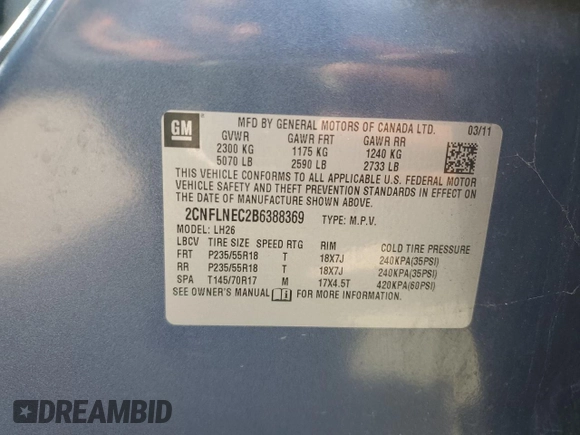 GM
MFD BY GENERAL MOTORS OF CANADA LTD. 03/11
GVWR GAWR FRT GAWR RR
2300 KG 1175 KG 1240 KG
5070 LB 2590 LB 2733 LB
THIS VEHICLE CONFORMS TO ALL APPLICABLE U.S. FEDERAL MOTOR
VEHICLE SAFETY AND THEFT PREVENTION STANDARDS IN EFFECT ON
THE DATE OF MANUFACTURE SHOWN ABOVE.
2CNFLNEC2B6388369 TYPE: M.P.V.
MODEL: LH26
LBCV TIRE SIZE SPEED RTG RIM COLD TIRE PRESSURE
FRT P235/55R18 T 18X7J 240KPA(35PSI)
RR P235/55R18 T 18X7J 240KPA(35PSI)
SPA T145/70R17 M 17X4.5T 420KPA(60PSI)
SEE OWNER'S MANUAL FOR MORE INFORMATION.
DREAMBID